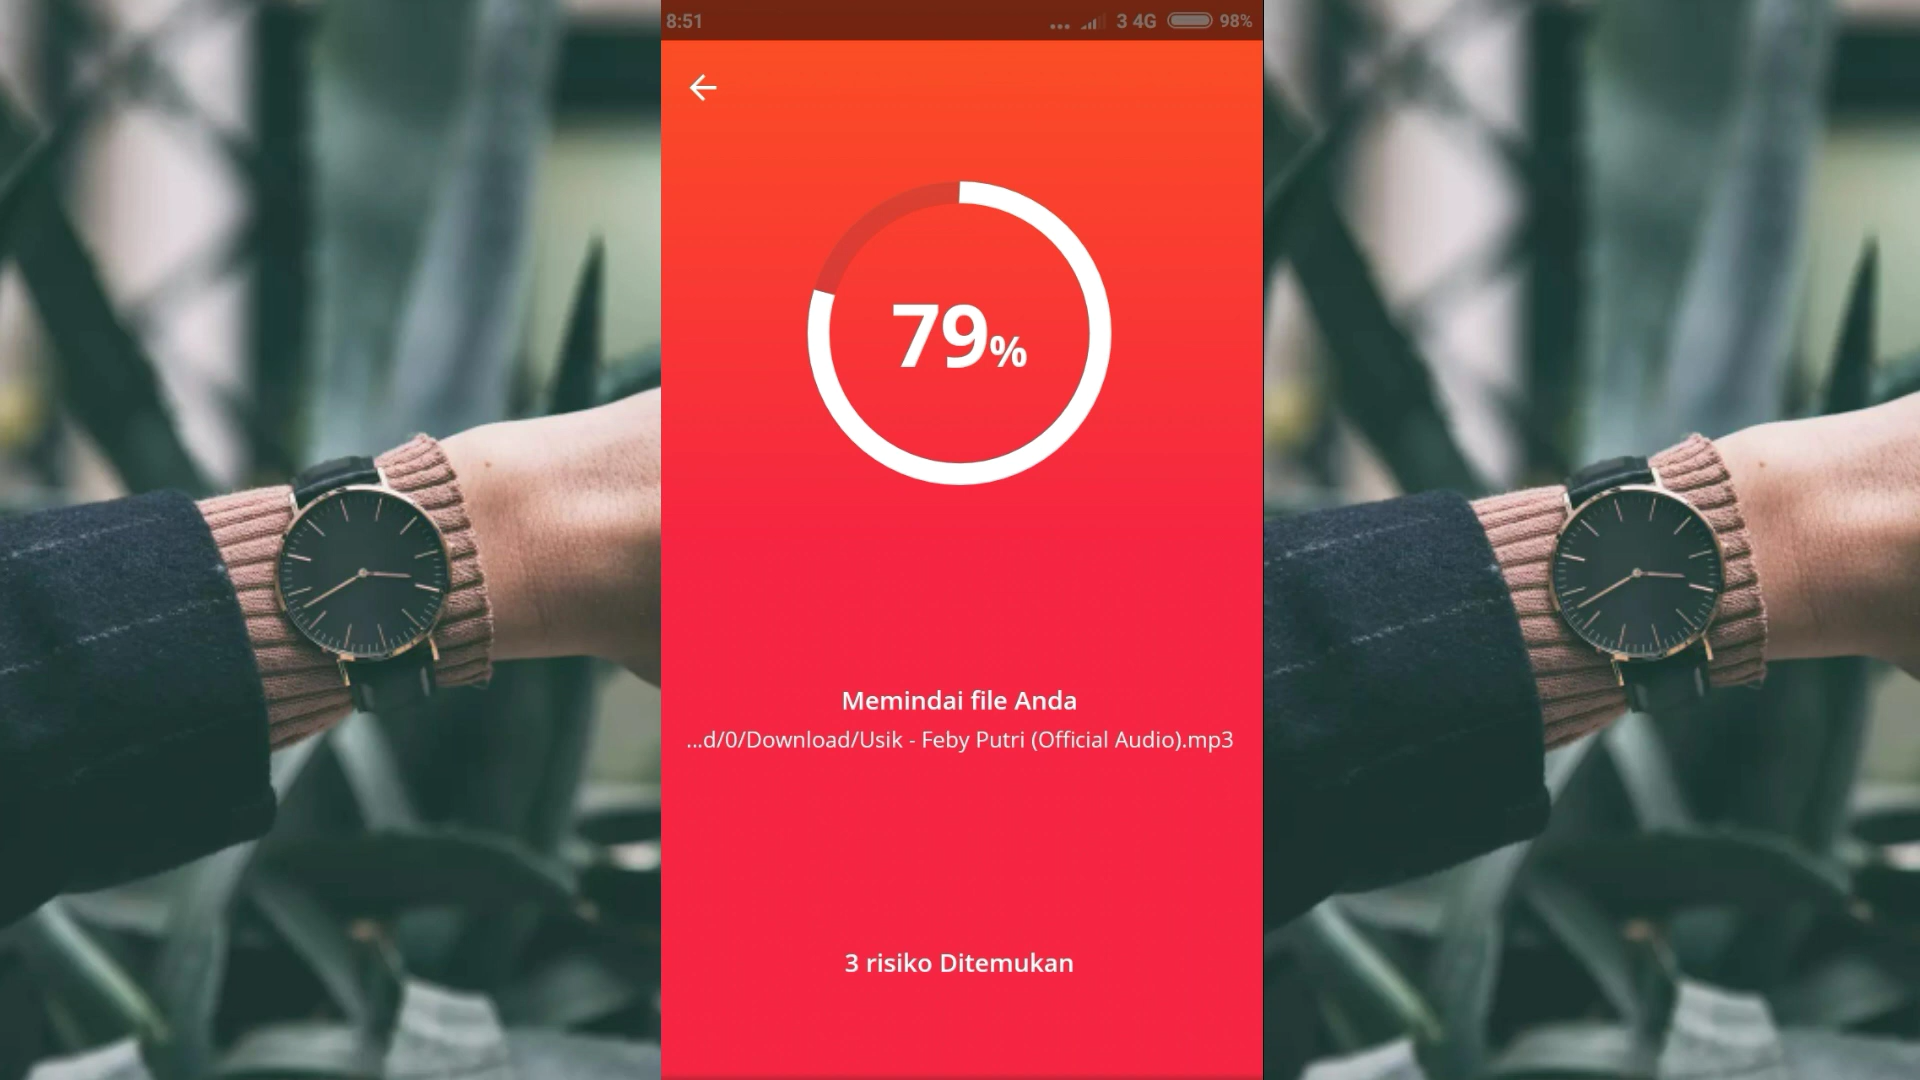 8:51
... 3 4G 98%
79%
Memindai file Anda
...d/0/Download/Usik - Feby Putri (Official Audio).mp3
3 risiko Ditemukan